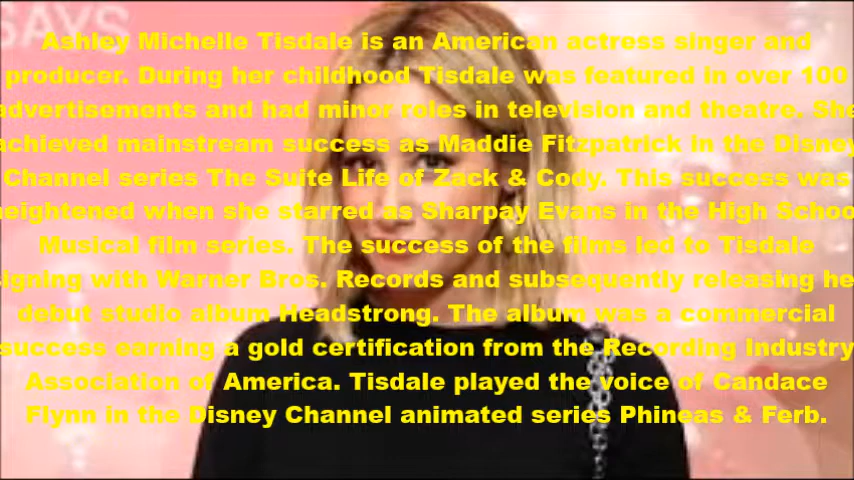 SAYS
Ashley Michelle Tisdale is an American actress singer and
producer. During her childhood Tisdale was featured in over 100
advertisements and had minor roles in television and theatre. She
achieved mainstream success as Maddie Fitzpatrick in the Disney
Channel series The Suite Life of Zack & Cody. This success was
heightened when she starred as Sharpay Evans in the High School
Musical film series. The success of the films led to Tisdale
signing with Warner Bros. Records and subsequently releasing her
debut studio album Headstrong. The album was a commercial
success earning a gold certification from the Recording Industry
Association of America. Tisdale played the voice of Candace
Flynn in the Disney Channel animated series Phineas & Ferb.